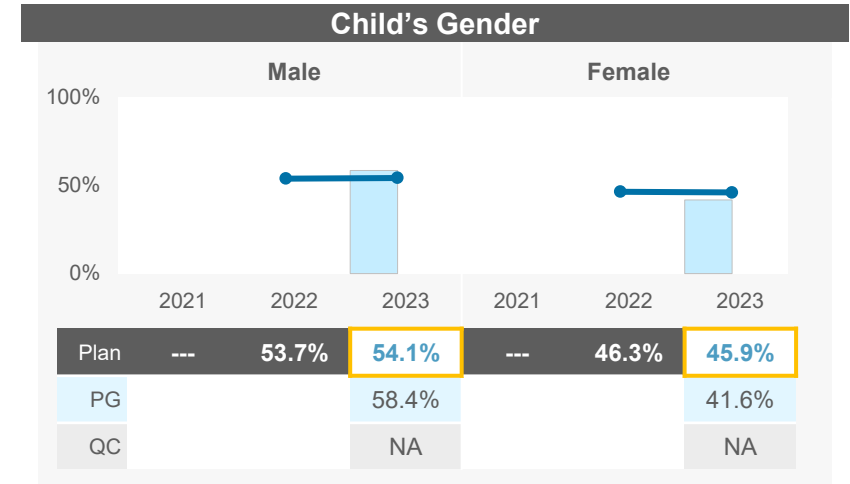 Child’s Gender
Male Female
100%
50%
0%
2021 2022 2023 2021 2022 2023
Plan --- 53.7% 54.1% --- 46.3% 45.9%
PG 58.4% 41.6%
QC NA NA